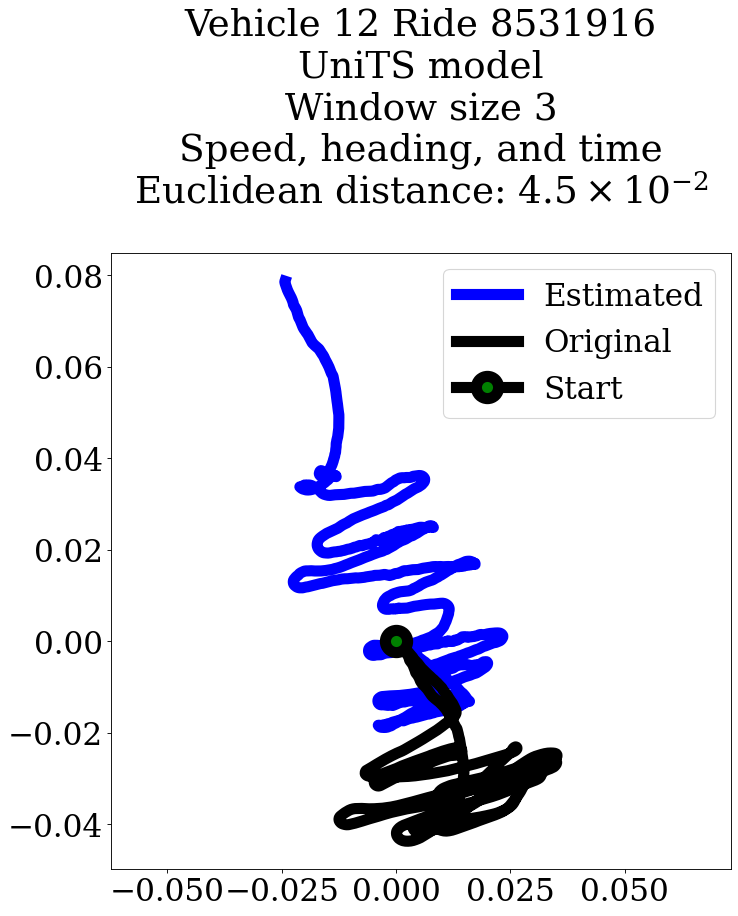 Vehicle 12 Ride 8531916
UniTS model
Window size 3
Speed, heading, and time
Euclidean distance: 4.5 × 10⁻²
Estimated
Original
Start
0.08
0.06
0.04
0.02
0.00
−0.02
−0.04
−0.050 −0.025 0.000 0.025 0.050